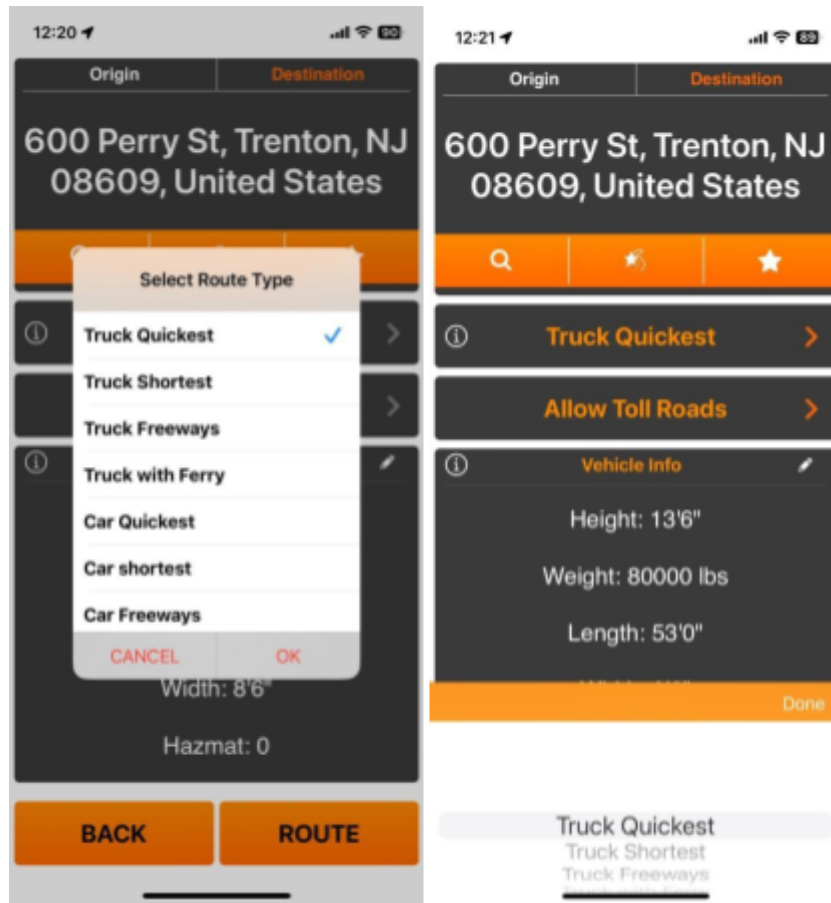 12:20
90
Origin
Destination
600 Perry St, Trenton, NJ
08609, United States
Select Route Type
Truck Quickest
Truck Shortest
Truck Freeways
Truck with Ferry
Car Quickest
Car shortest
Car Freeways
CANCEL
OK
Width: 8'6"
Hazmat: 0
BACK
ROUTE
12:21
89
Origin
Destination
600 Perry St, Trenton, NJ
08609, United States
Truck Quickest
Allow Toll Roads
Vehicle Info
Height: 13'6"
Weight: 80000 lbs
Length: 53'0"
Done
Truck Quickest
Truck Shortest
Truck Freeways